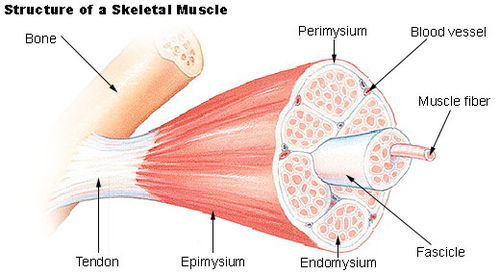 Structure of a Skeletal Muscle
Perimysium
Blood vessel
Bone
Muscle fiber
Tendon
Epimysium
Endomysium
Fascicle